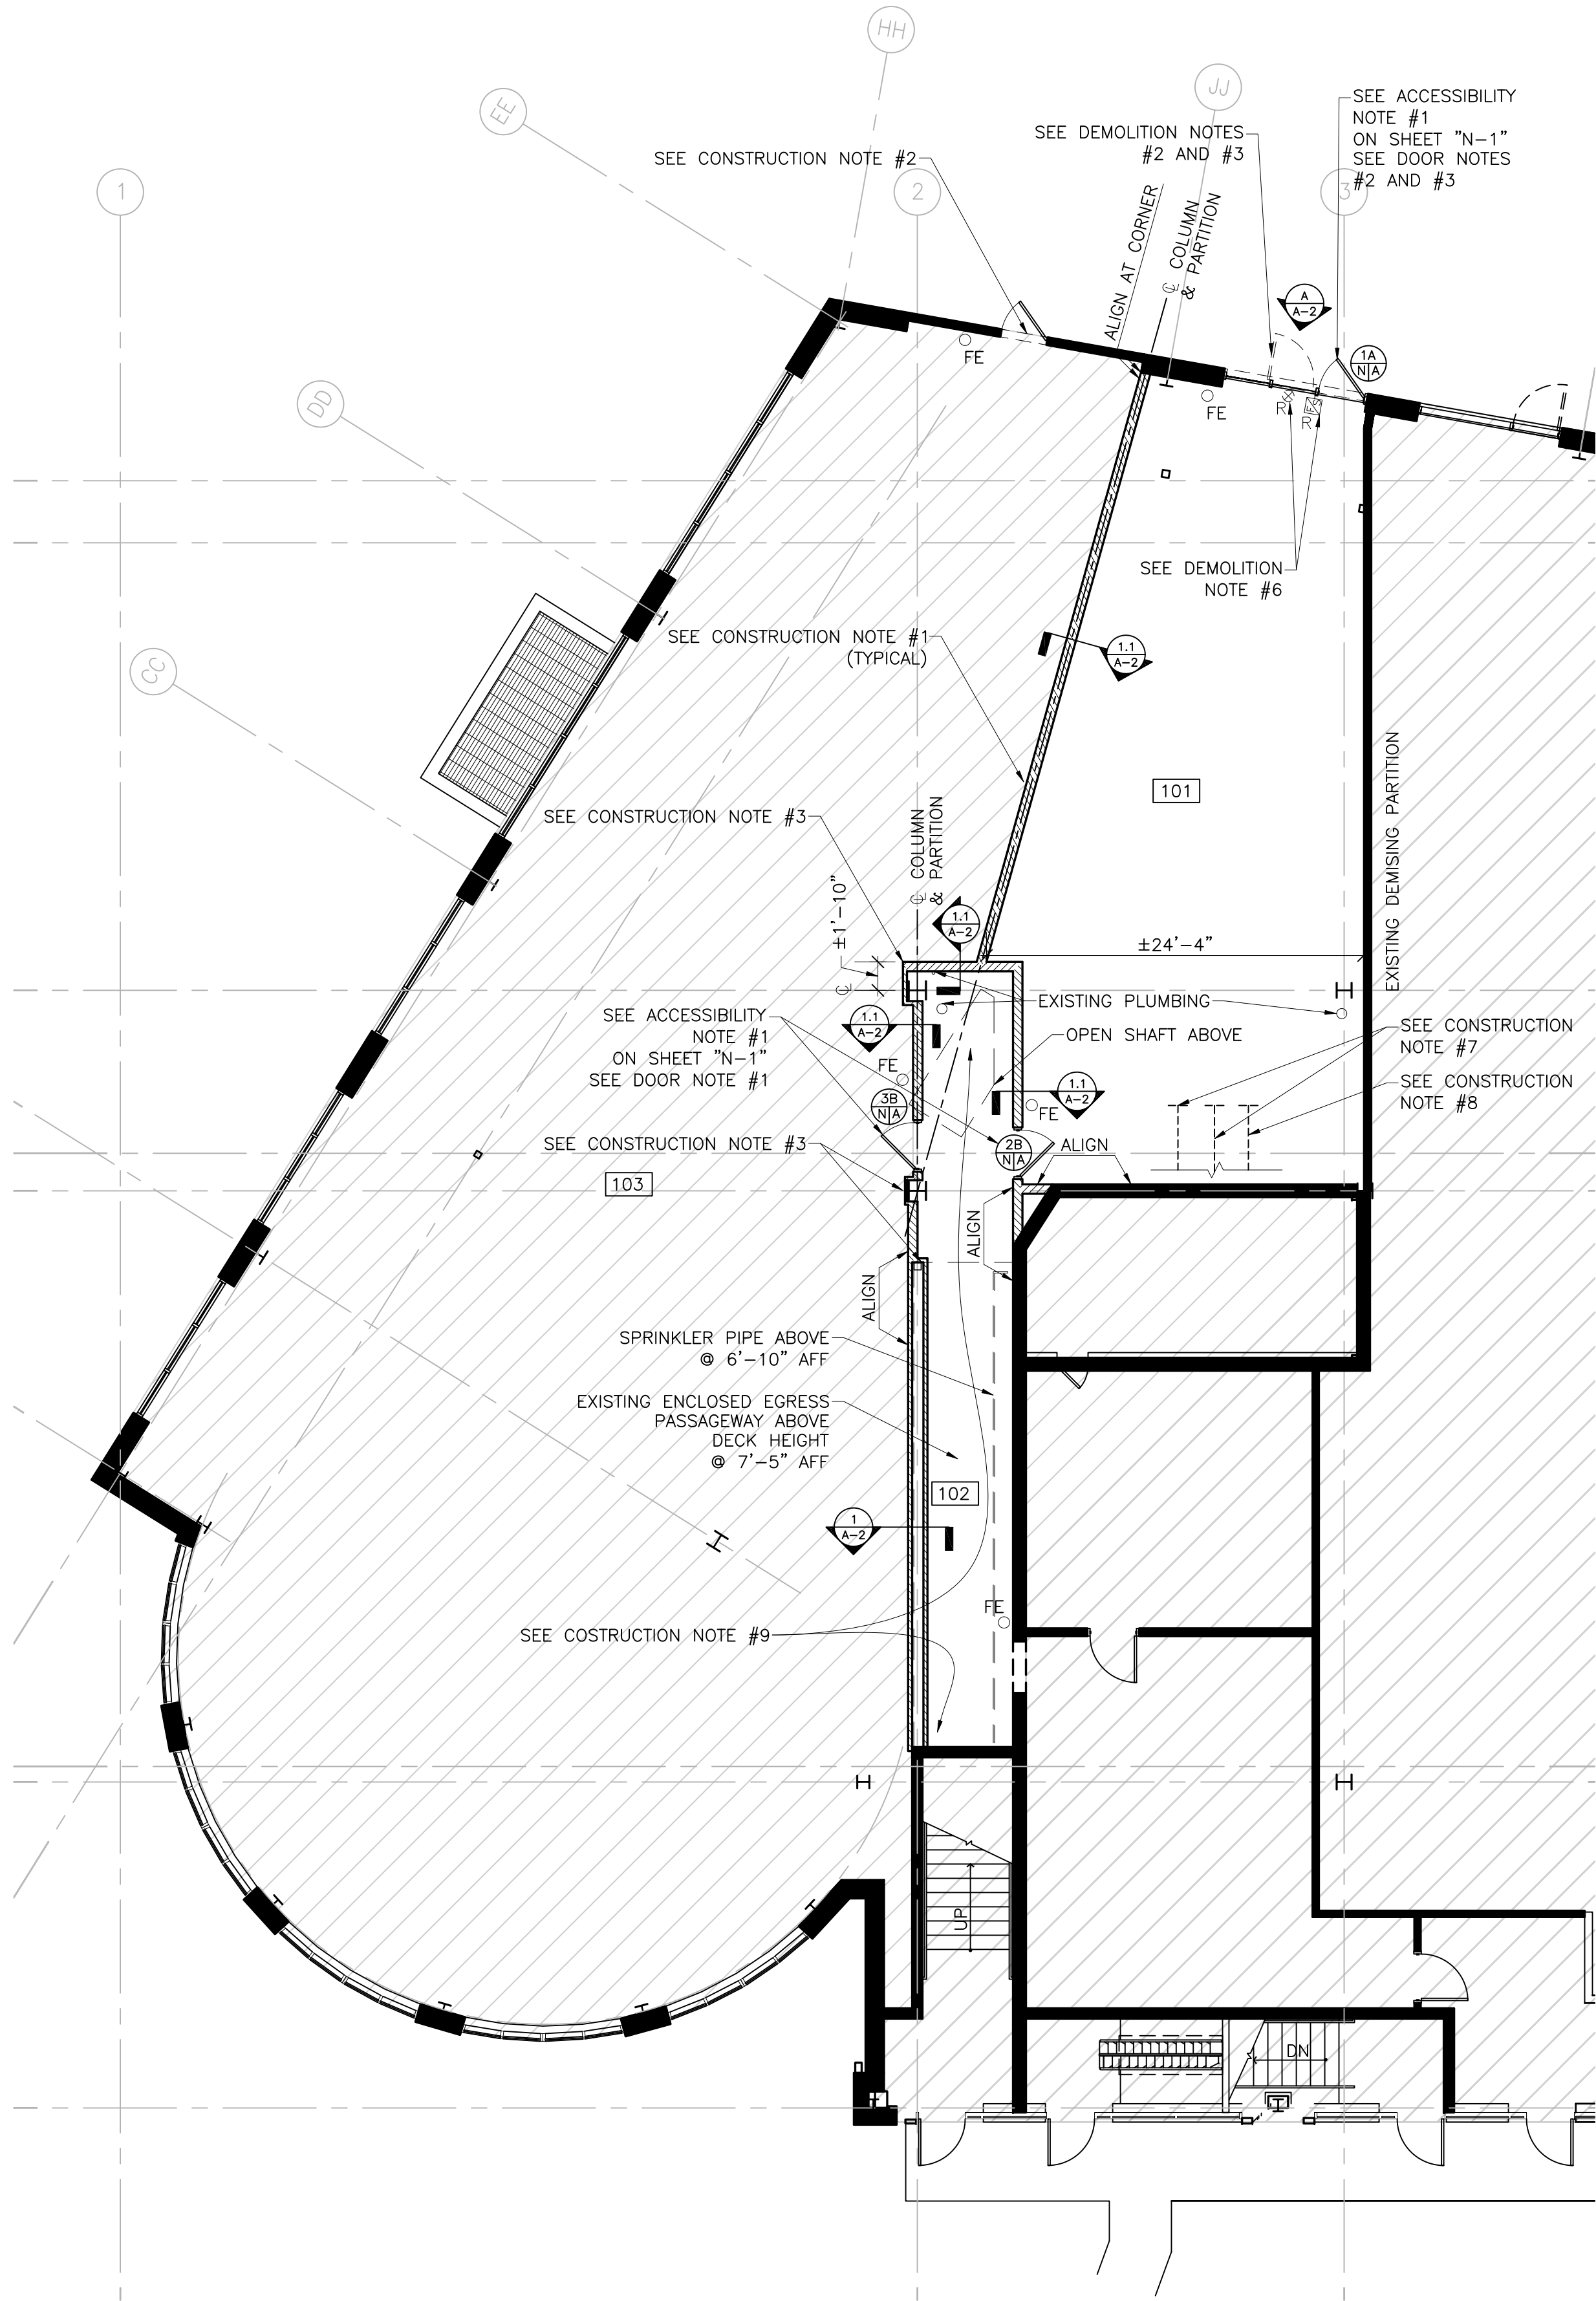 HH
JJ
EE
1
2
3
SEE ACCESSIBILITY
NOTE #1
ON SHEET "N-1"
SEE DOOR NOTES
#2 AND #3
SEE DEMOLITION NOTES
#2 AND #3
SEE CONSTRUCTION NOTE #2
ALIGN AT CORNER
℄ COLUMN
& PARTITION
A
A-2
1A
N|A
FE
FE
R
R
FS
DD
SEE DEMOLITION
NOTE #6
SEE CONSTRUCTION NOTE #1
(TYPICAL)
1.1
A-2
CC
101
EXISTING DEMISING PARTITION
SEE CONSTRUCTION NOTE #3
℄ COLUMN
& PARTITION
±1'-10"
℄
1.1
A-2
±24'-4"
EXISTING PLUMBING
SEE ACCESSIBILITY
NOTE #1
ON SHEET "N-1"
SEE DOOR NOTE #1
1.1
A-2
OPEN SHAFT ABOVE
SEE CONSTRUCTION
NOTE #7
SEE CONSTRUCTION
NOTE #8
FE
3B
N|A
1.1
A-2
FE
SEE CONSTRUCTION NOTE #3
2B
N|A
ALIGN
103
ALIGN
ALIGN
SPRINKLER PIPE ABOVE
@ 6'-10" AFF
EXISTING ENCLOSED EGRESS
PASSAGEWAY ABOVE
DECK HEIGHT
@ 7'-5" AFF
102
1
A-2
FE
SEE COSTRUCTION NOTE #9
UP
DN